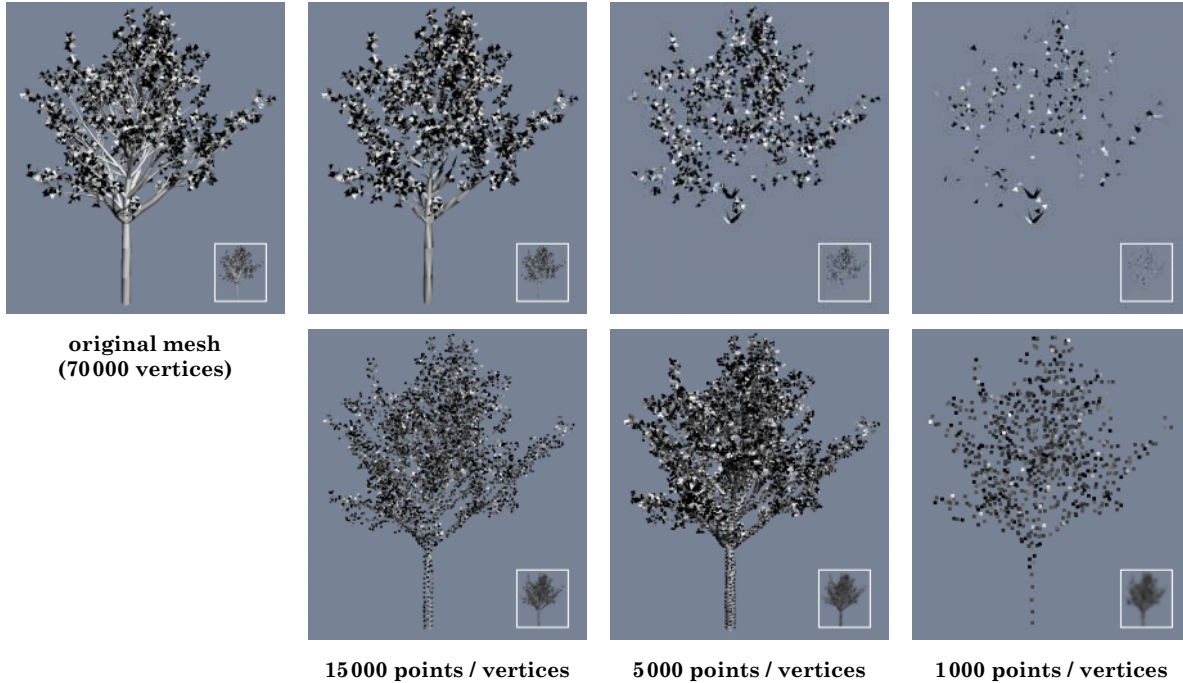 original mesh
(70000 vertices)
15000 points / vertices
5000 points / vertices
1000 points / vertices